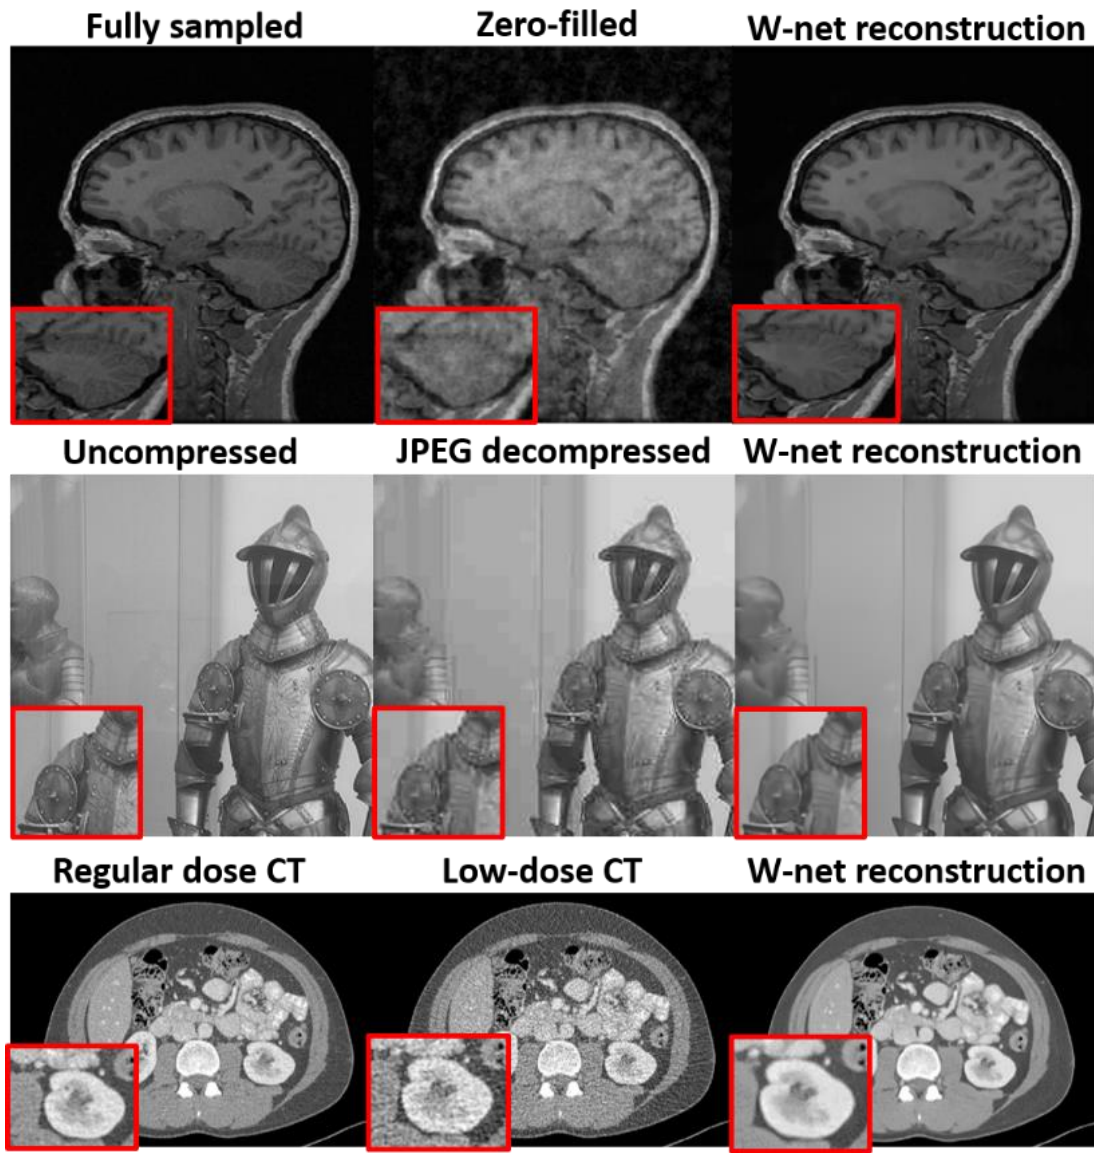 Fully sampled Zero-filled W-net reconstruction
Uncompressed JPEG decompressed W-net reconstruction
Regular dose CT Low-dose CT W-net reconstruction